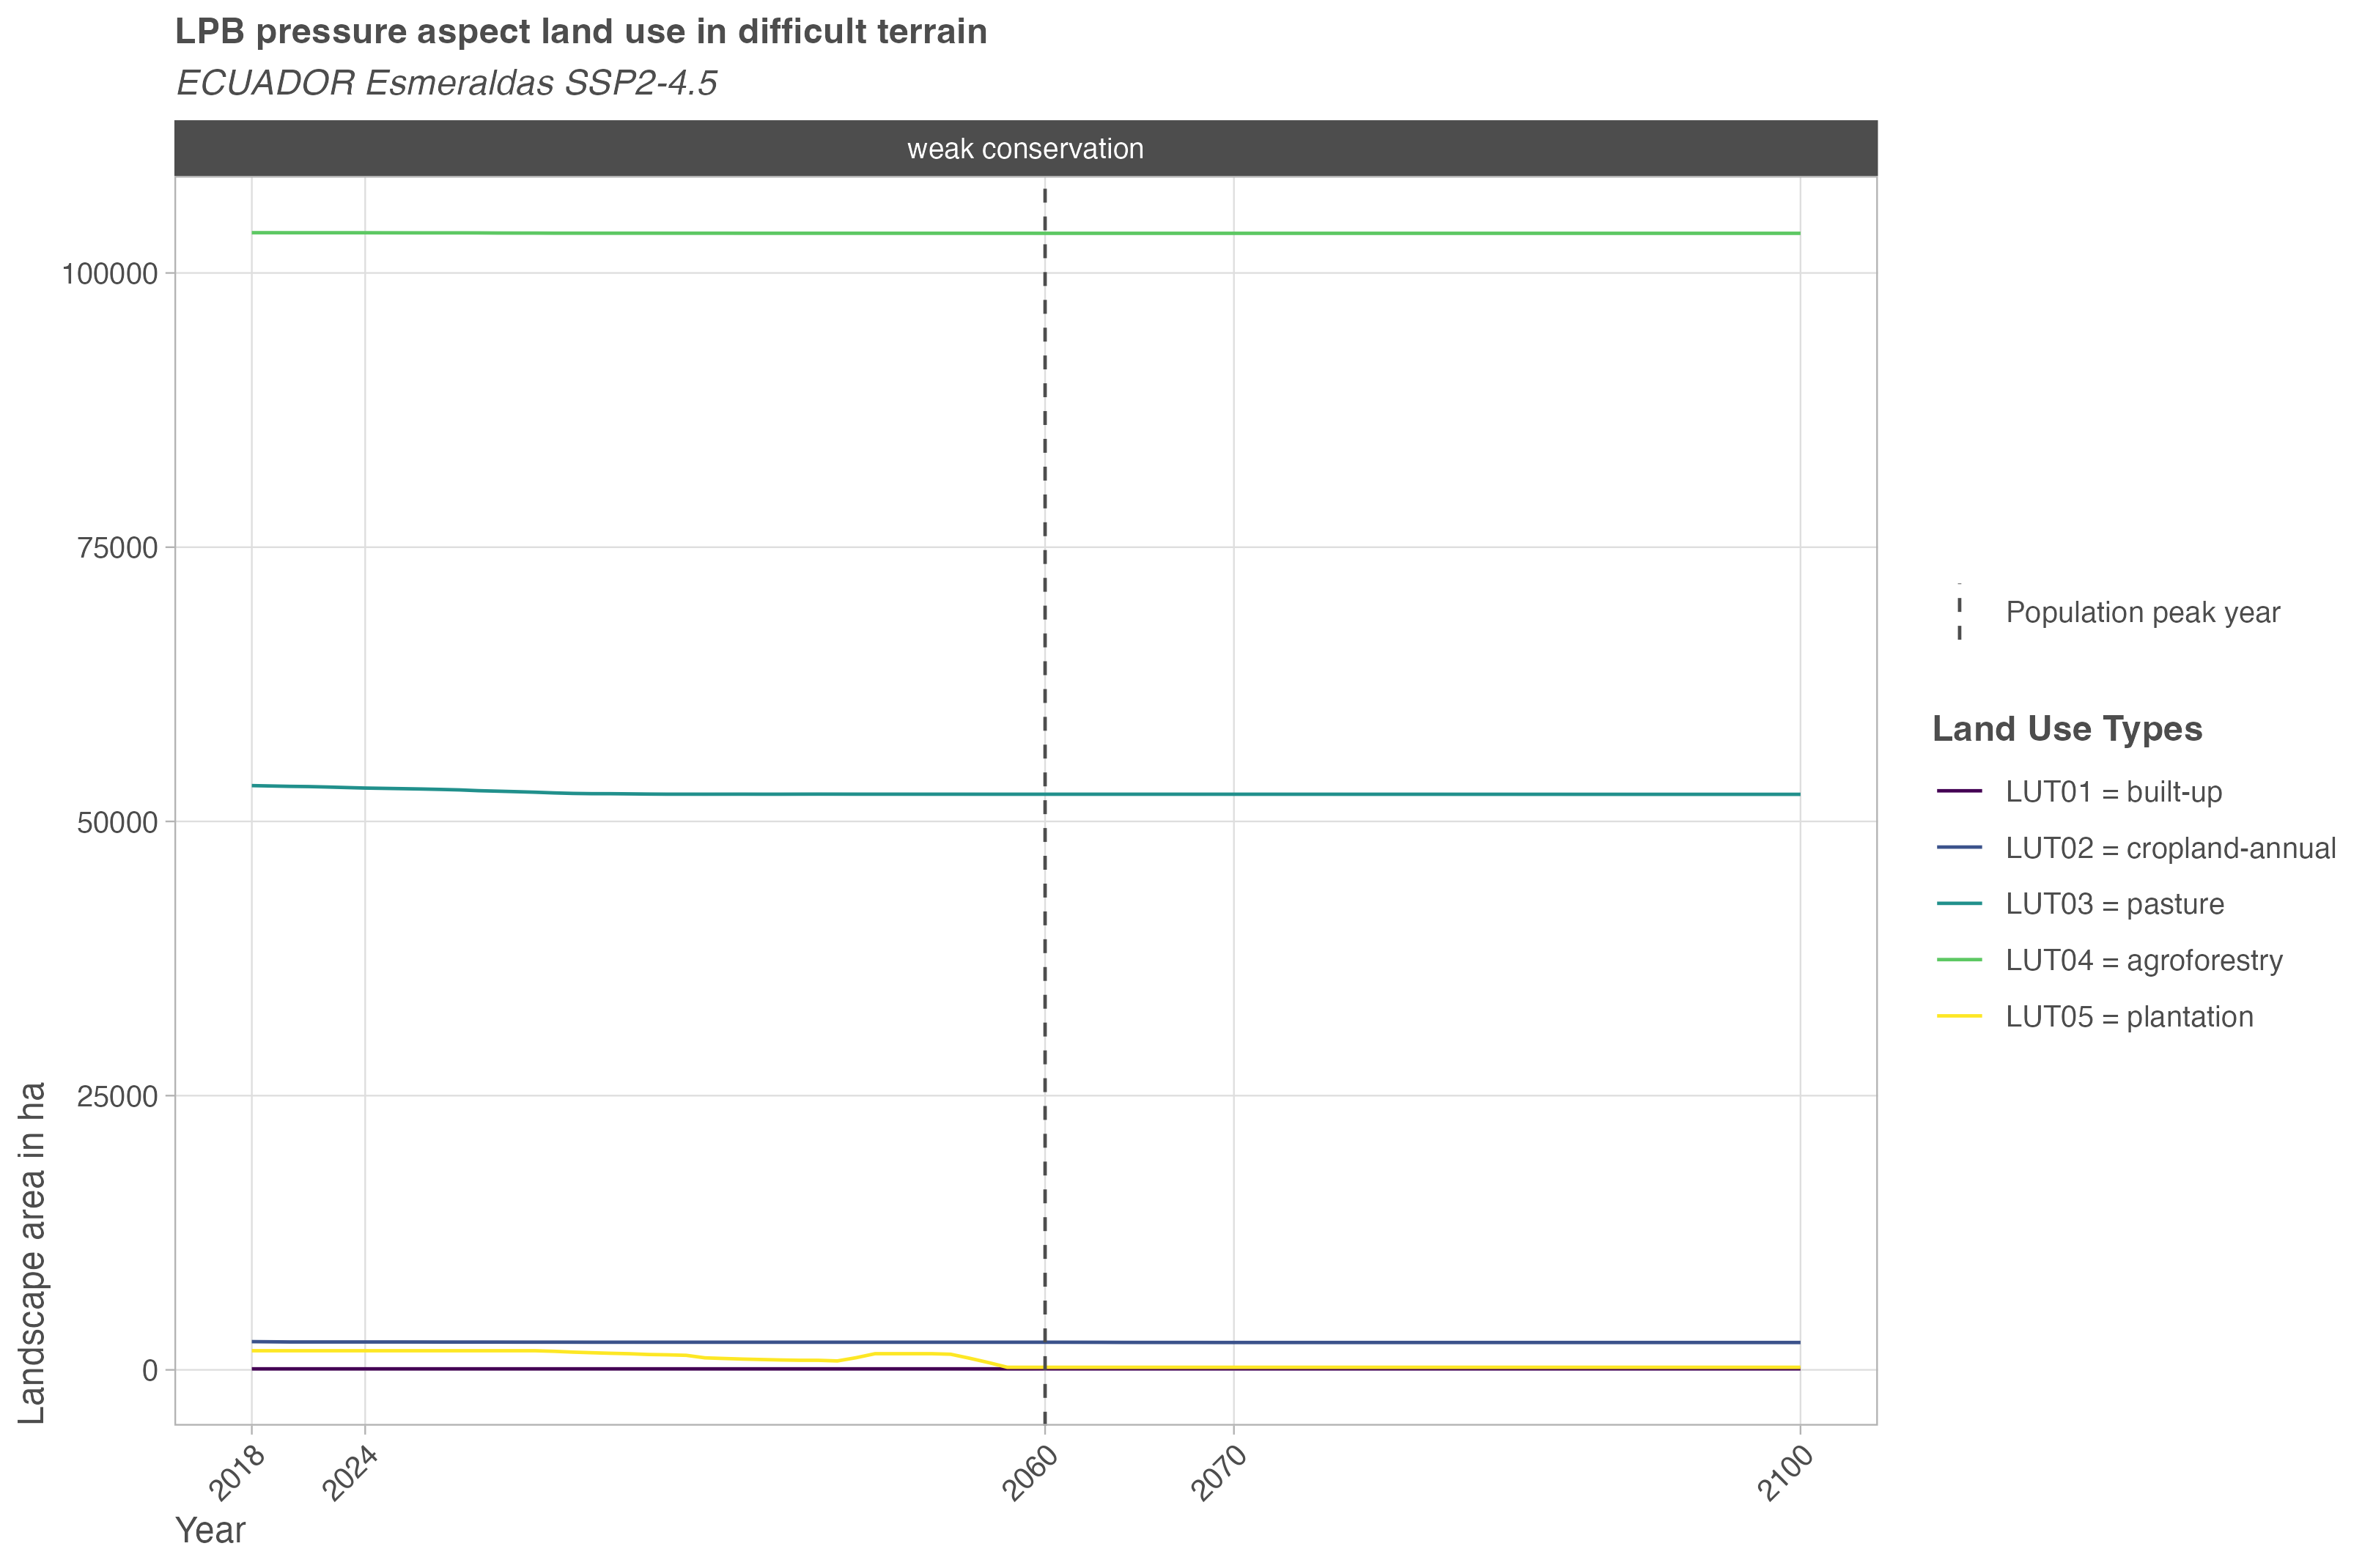 LPB pressure aspect land use in difficult terrain
ECUADOR Esmeraldas SSP2-4.5
weak conservation
100000
75000
50000
25000
0
Landscape area in ha
2018
2024
2060
2070
2100
Year
Population peak year
Land Use Types
LUT01 = built-up
LUT02 = cropland-annual
LUT03 = pasture
LUT04 = agroforestry
LUT05 = plantation